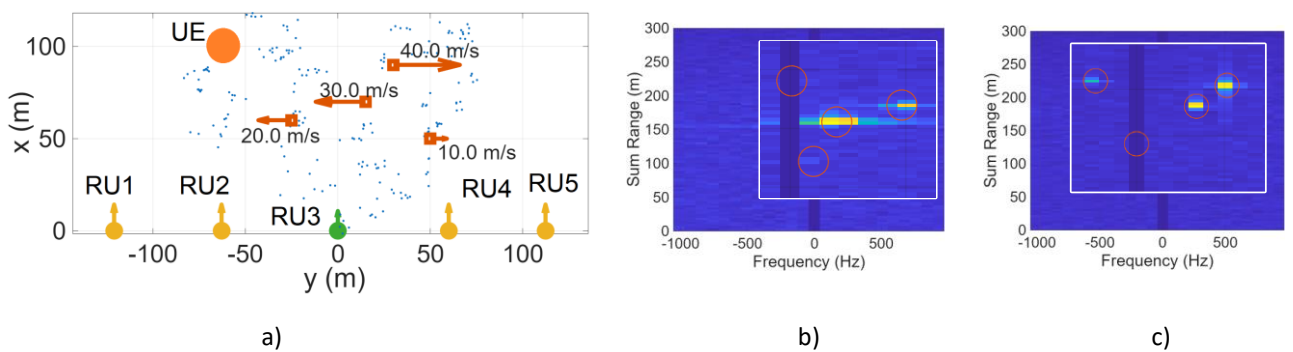 UE
40.0 m/s
30.0 m/s
20.0 m/s
10.0 m/s
RU1
RU2
RU3
RU4
RU5
100
50
0
x (m)
-100
-50
0
50
100
y (m)
a)
300
250
200
150
100
50
0
Sum Range (m)
-1000
0
500
Frequency (Hz)
b)
300
250
200
150
100
50
0
Sum Range (m)
-1000
-500
0
500
Frequency (Hz)
c)